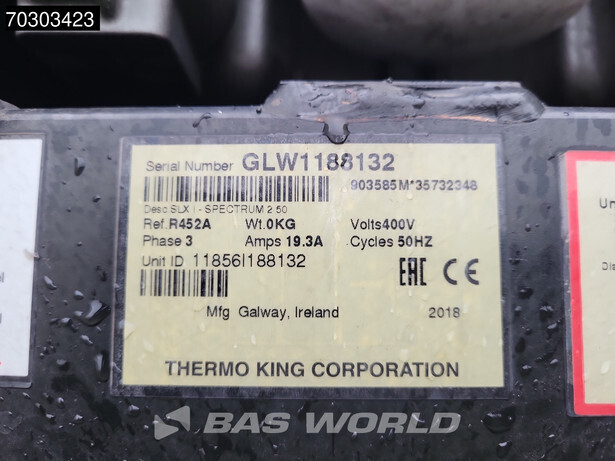 70303423
Serial Number GLW1188132
903585M*35732348
Desc SLX i - SPECTRUM 2 50
Ref.R452A Wt.0KG Volts400V
Phase 3 Amps 19.3A Cycles 50HZ
Unit ID 11856I188132
EAC CE
Mfg Galway, Ireland 2018
THERMO KING CORPORATION
BAS WORLD